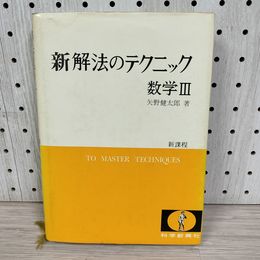 新解法のテクニック
数学III
矢野健太郎 著
新課程
TO MASTER TECHNIQUES
科学新興社